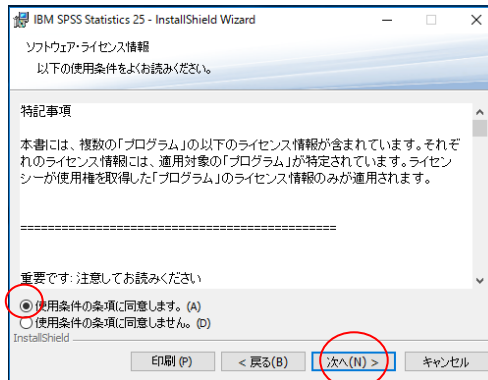 IBM SPSS Statistics 25 - InstallShield Wizard
ソフトウェア・ライセンス情報
以下の使用条件をよくお読みください。
特記事項
本書には、複数の「プログラム」の以下のライセンス情報が含まれています。それぞ
れのライセンス情報には、適用対象の「プログラム」が特定されています。ライセン
シーが使用権を取得した「プログラム」のライセンス情報のみが適用されます。
==============================================
重要です: 注意してお読みください
使用条件の条項に同意します。(A)
使用条件の条項に同意しません。(D)
InstallShield
印刷(P) < 戻る(B) 次へ(N) > キャンセル